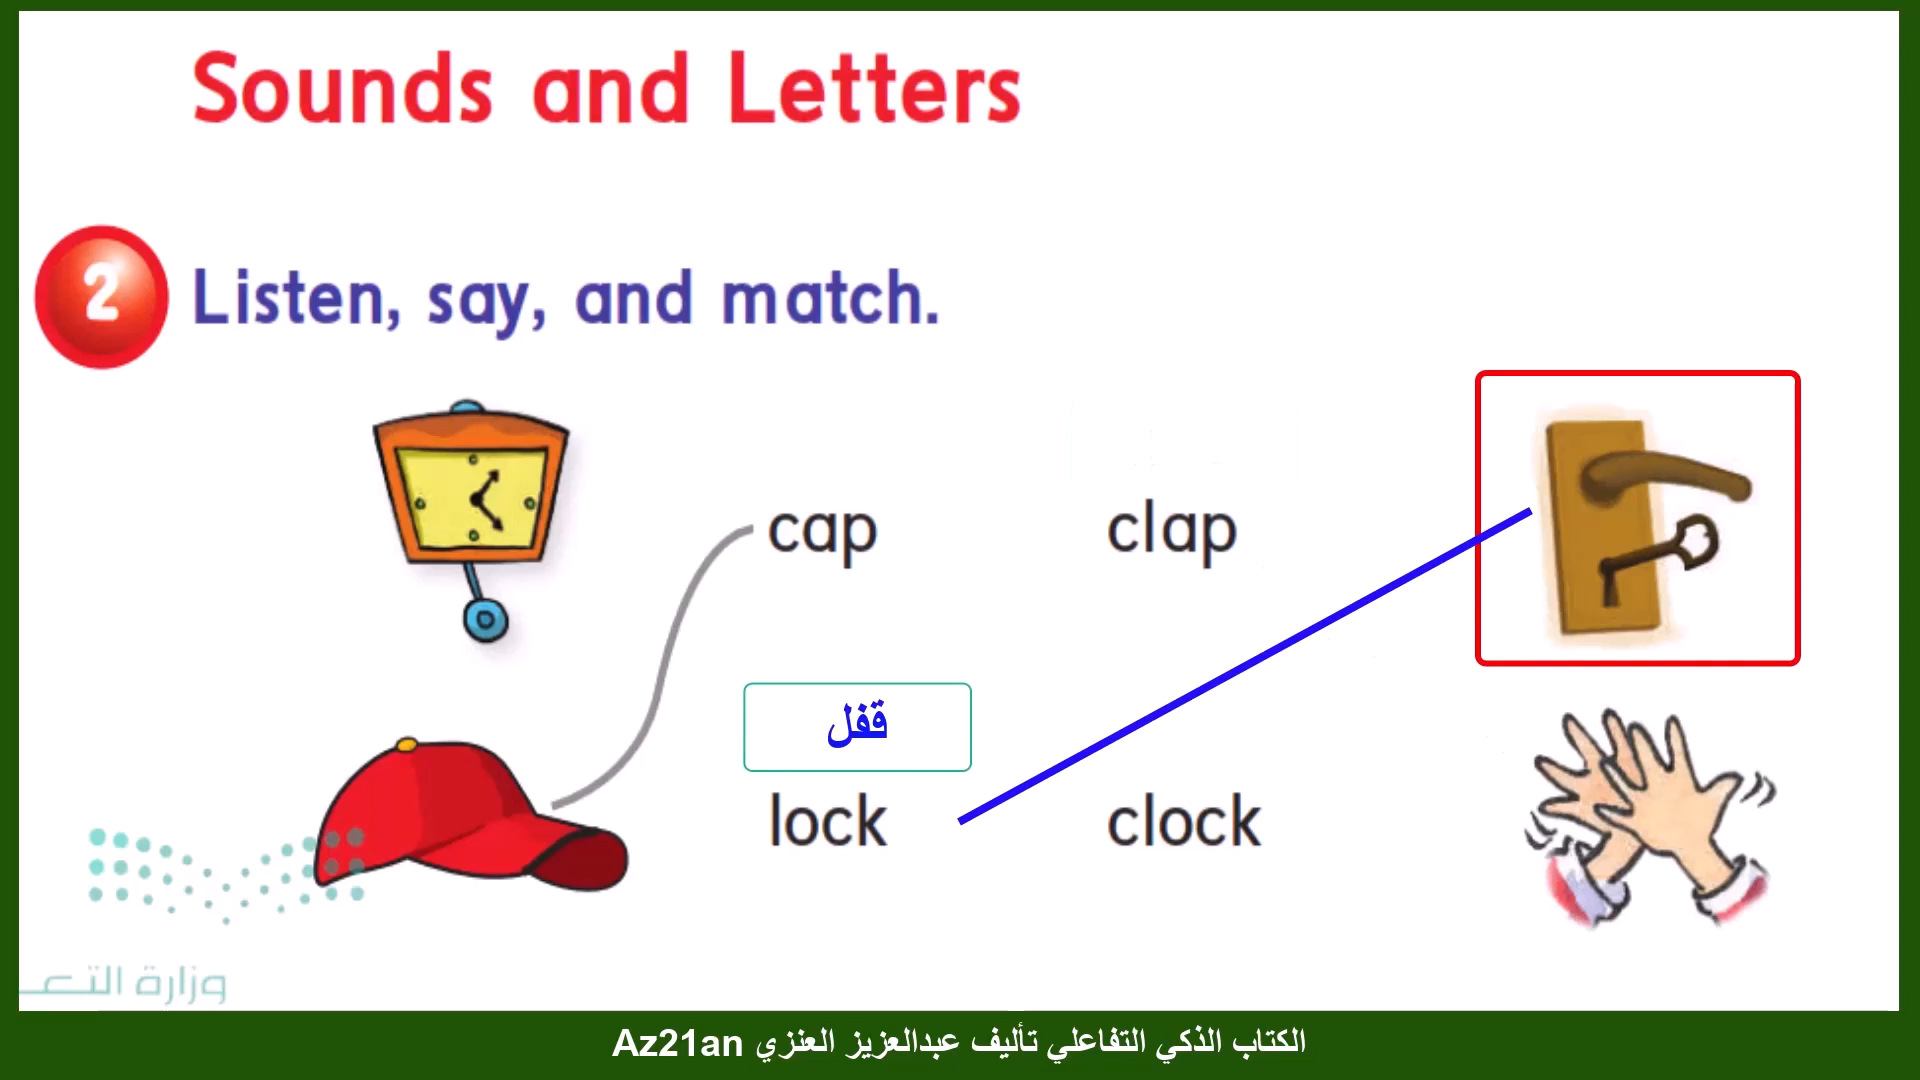 Sounds and Letters
2 Listen, say, and match.
cap clap
قفل
lock clock
وزارة التعـ
الكتاب الذكي التفاعلي تأليف عبدالعزيز العنزي Az21an